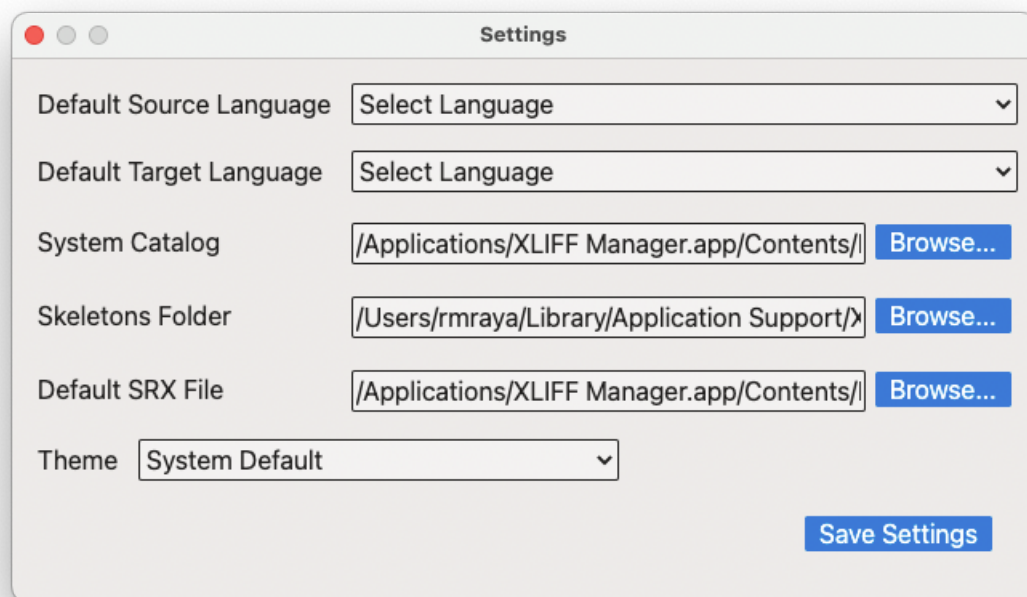 Settings
Default Source Language Select Language
Default Target Language Select Language
System Catalog /Applications/XLIFF Manager.app/Contents/ Browse...
Skeletons Folder /Users/rmraya/Library/Application Support/X Browse...
Default SRX File /Applications/XLIFF Manager.app/Contents/ Browse...
Theme System Default
Save Settings